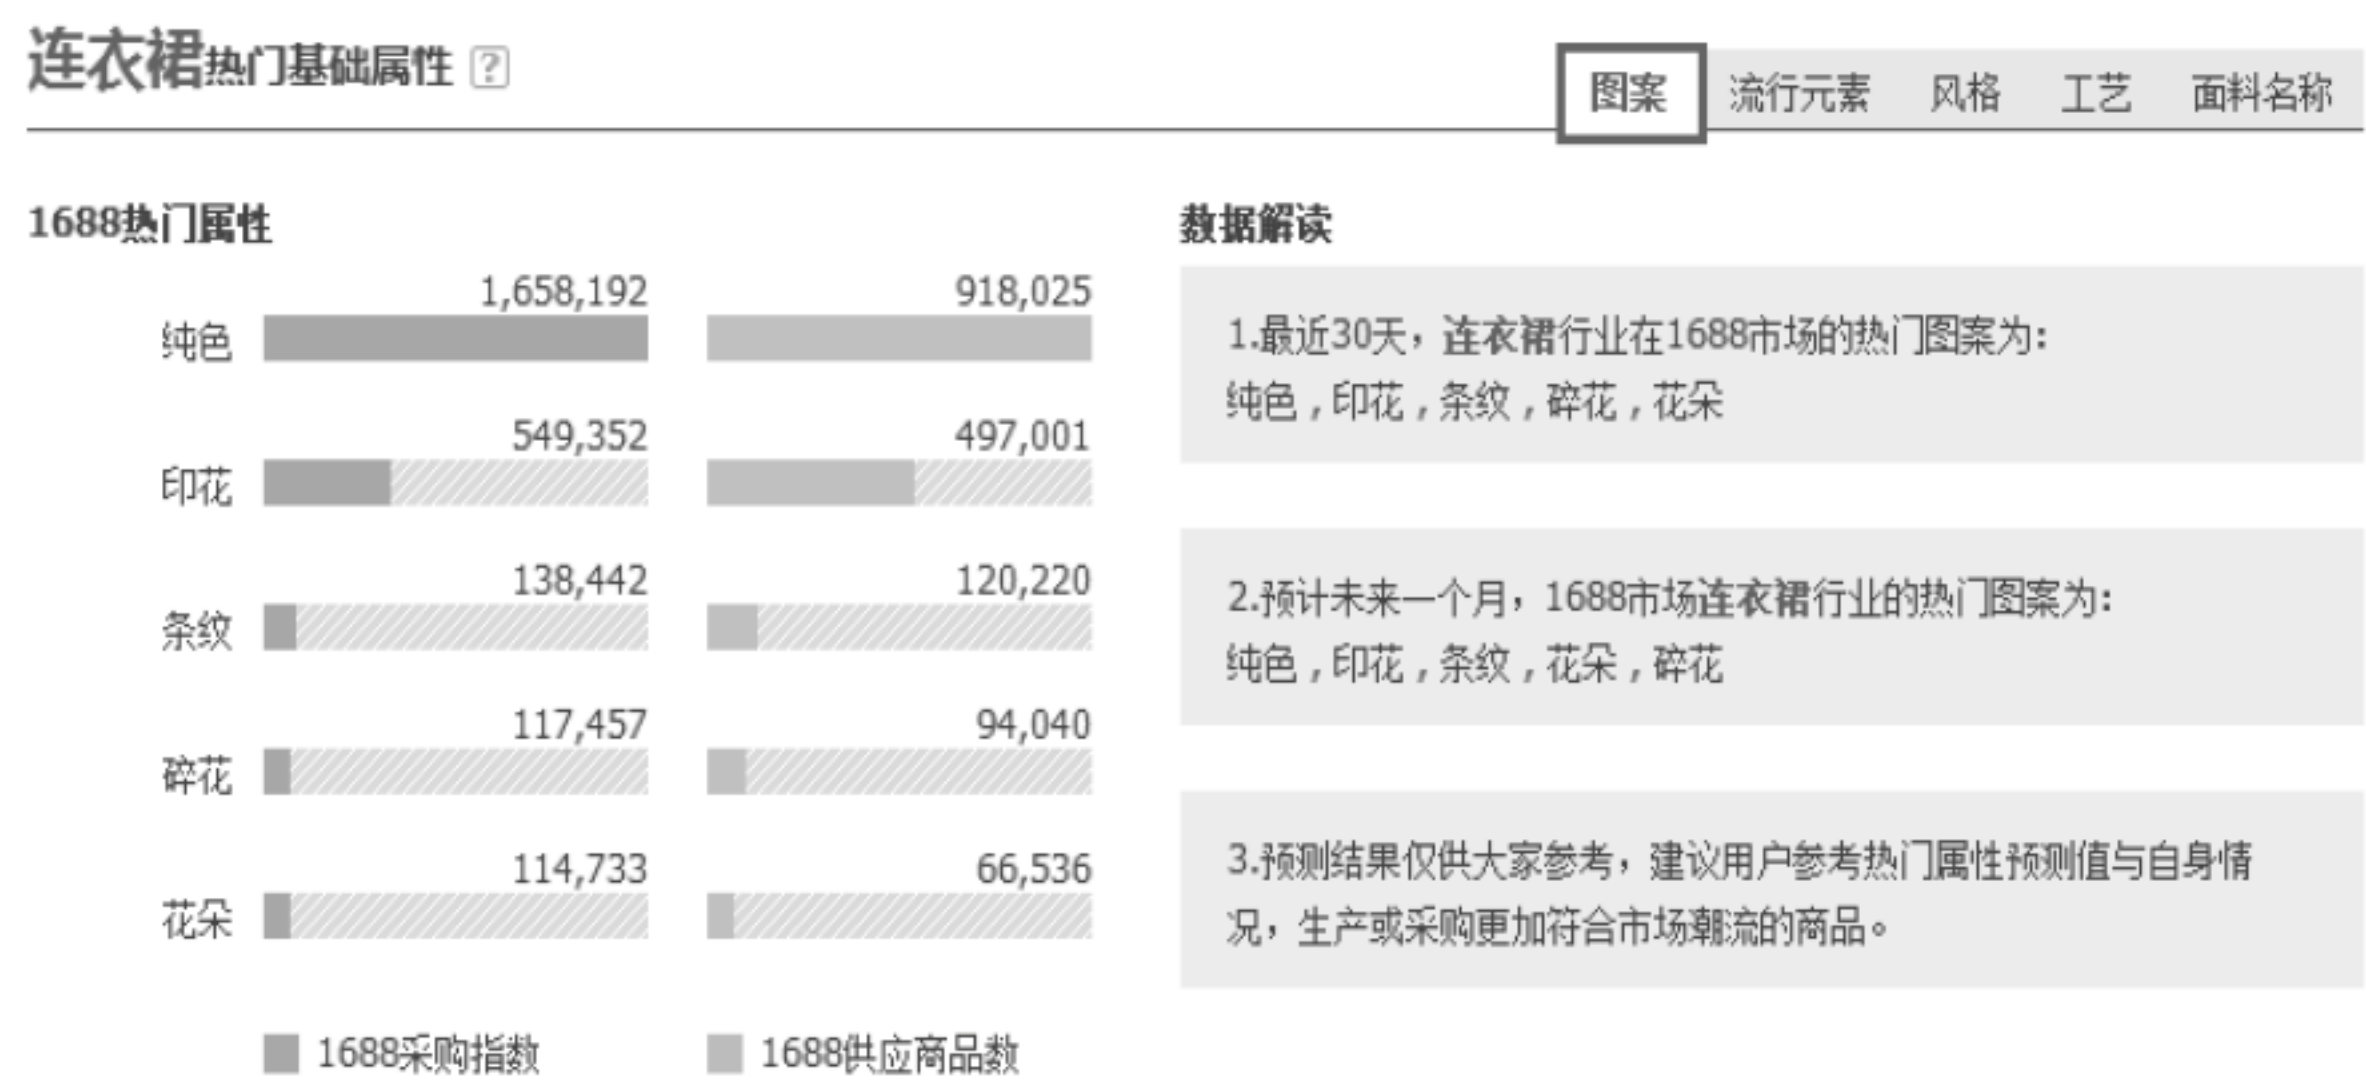 连衣裙热门基础属性 ?
图案 流行元素 风格 工艺 面料名称
1688热门属性
1,658,192 918,025
纯色
549,352 497,001
印花
138,442 120,220
条纹
117,457 94,040
碎花
114,733 66,536
花朵
1688采购指数 1688供应商品数
数据解读
1.最近30天，连衣裙行业在1688市场的热门图案为：
纯色,印花,条纹,碎花,花朵
2.预计未来一个月，1688市场连衣裙行业的热门图案为：
纯色,印花,条纹,花朵,碎花
3.预测结果仅供大家参考，建议用户参考热门属性预测值与自身情
况，生产或采购更加符合市场潮流的商品。